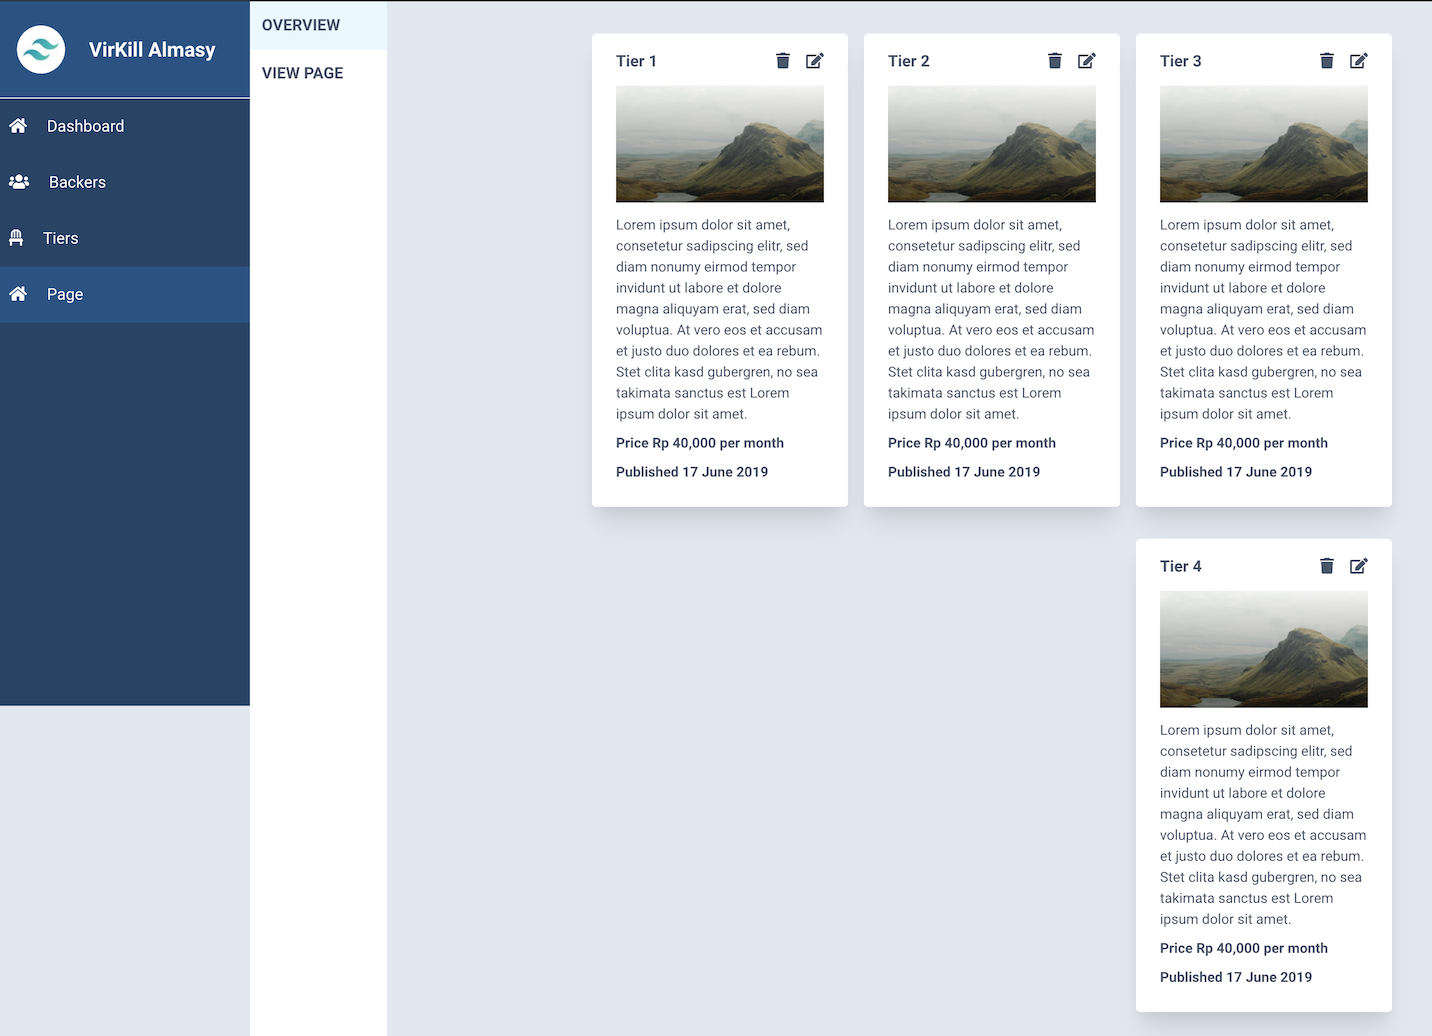 VirKill Almasy
Dashboard
Backers
Tiers
Page
OVERVIEW
VIEW PAGE
Tier 1
Lorem ipsum dolor sit amet,
consetetur sadipscing elitr, sed
diam nonumy eirmod tempor
invidunt ut labore et dolore
magna aliquyam erat, sed diam
voluptua. At vero eos et accusam
et justo duo dolores et ea rebum.
Stet clita kasd gubergren, no sea
takimata sanctus est Lorem
ipsum dolor sit amet.
Price Rp 40,000 per month
Published 17 June 2019
Tier 2
Lorem ipsum dolor sit amet,
consetetur sadipscing elitr, sed
diam nonumy eirmod tempor
invidunt ut labore et dolore
magna aliquyam erat, sed diam
voluptua. At vero eos et accusam
et justo duo dolores et ea rebum.
Stet clita kasd gubergren, no sea
takimata sanctus est Lorem
ipsum dolor sit amet.
Price Rp 40,000 per month
Published 17 June 2019
Tier 3
Lorem ipsum dolor sit amet,
consetetur sadipscing elitr, sed
diam nonumy eirmod tempor
invidunt ut labore et dolore
magna aliquyam erat, sed diam
voluptua. At vero eos et accusam
et justo duo dolores et ea rebum.
Stet clita kasd gubergren, no sea
takimata sanctus est Lorem
ipsum dolor sit amet.
Price Rp 40,000 per month
Published 17 June 2019
Tier 4
Lorem ipsum dolor sit amet,
consetetur sadipscing elitr, sed
diam nonumy eirmod tempor
invidunt ut labore et dolore
magna aliquyam erat, sed diam
voluptua. At vero eos et accusam
et justo duo dolores et ea rebum.
Stet clita kasd gubergren, no sea
takimata sanctus est Lorem
ipsum dolor sit amet.
Price Rp 40,000 per month
Published 17 June 2019